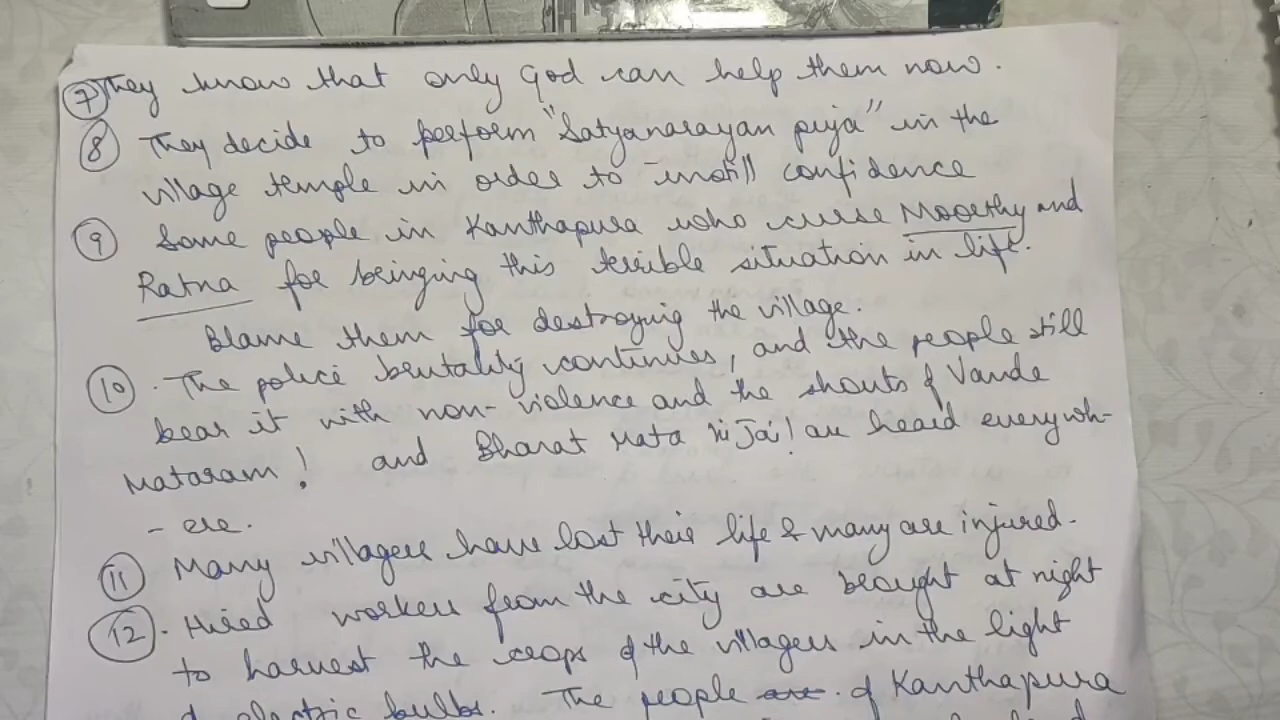 7 They know that only god can help them now.
8 They decide to perform "Satyanarayan puja" in the
village temple in order to instill confidence
9 Some people in Kanthapura who curse Moorthy and
Ratna for bringing this terrible situation in life.
Blame them for destroying the village.
10. The police brutality continues, and the people still
bear it with non-violence and the shouts of Vande
Mataram! and Bharat Mata ki Jai! are heard everywh-
- ere.
11 Many villagers have lost their life & many are injured.
12. Hired workers from the city are brought at night
to harvest the crops of the villagers in the light
of electric bulbs. The people are. of Kanthapura